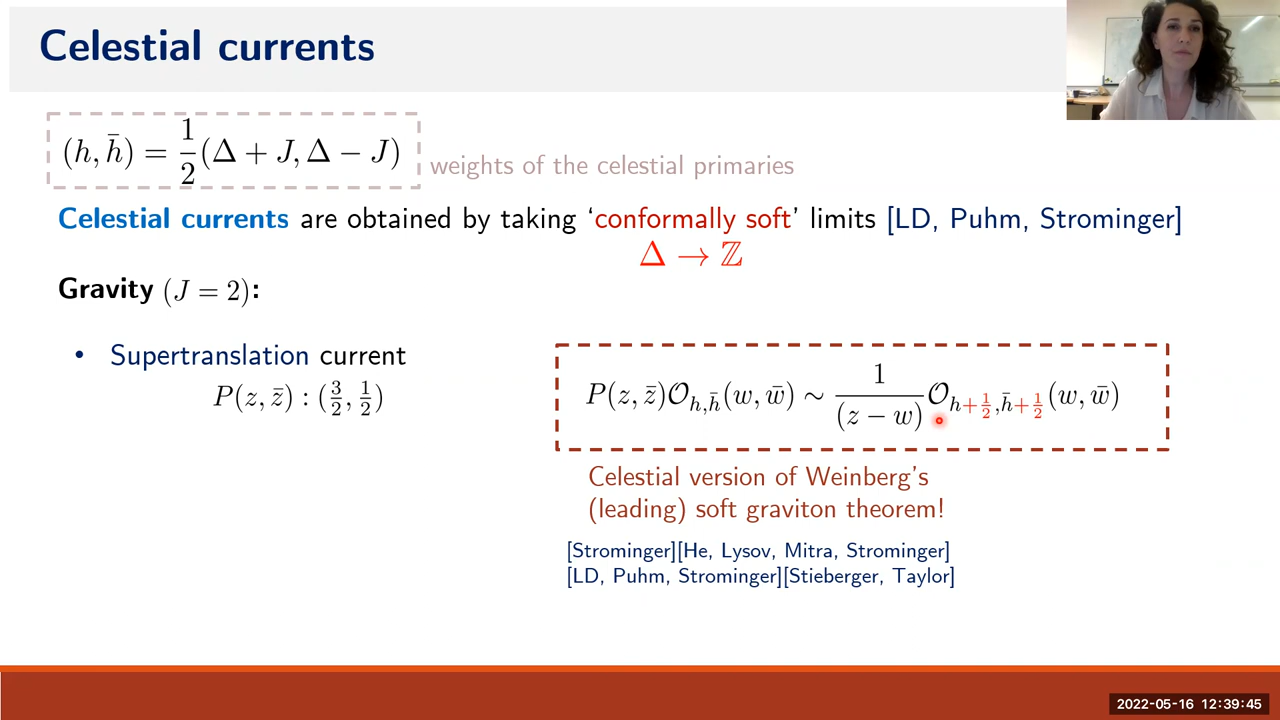 Celestial currents
(h, h̄) = 1/2 (Δ + J, Δ − J)
weights of the celestial primaries
Celestial currents are obtained by taking ‘conformally soft’ limits [LD, Puhm, Strominger]
Δ → ℤ
Gravity (J = 2):
• Supertranslation current
P(z, z̄) : (3/2, 1/2)
P(z, z̄)𝒪_{h,h̄}(w, w̄) ∼ 1/(z − w) 𝒪_{h+1/2,h̄+1/2}(w, w̄)
Celestial version of Weinberg's
(leading) soft graviton theorem!
[Strominger][He, Lysov, Mitra, Strominger]
[LD, Puhm, Strominger][Stieberger, Taylor]
2022-05-16 12:39:45